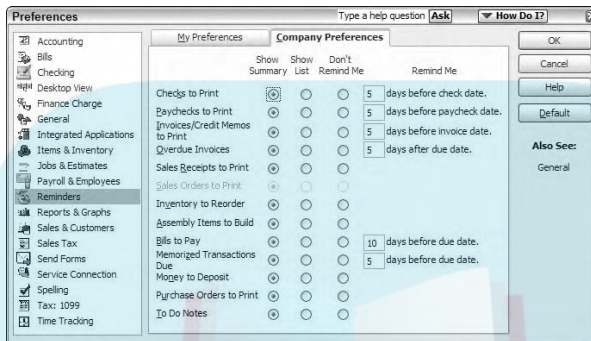 Preferences
Type a help question Ask
How Do I?
Accounting
Bills
Checking
Desktop View
Finance Charge
General
Integrated Applications
Items & Inventory
Jobs & Estimates
Payroll & Employees
Reminders
Reports & Graphs
Sales & Customers
Sales Tax
Send Forms
Service Connection
Spelling
Tax: 1099
Time Tracking
My Preferences
Company Preferences
Show Summary
Show List
Don't Remind Me
Remind Me
Checks to Print 5 days before check date.
Paychecks to Print 5 days before paycheck date.
Invoices/Credit Memos to Print 5 days before invoice date.
Overdue Invoices 5 days after due date.
Sales Receipts to Print
Sales Orders to Print
Inventory to Reorder
Assembly Items to Build
Bills to Pay 10 days before due date.
Memorized Transactions Due 5 days before due date.
Money to Deposit
Purchase Orders to Print
To Do Notes
OK
Cancel
Help
Default
Also See:
General